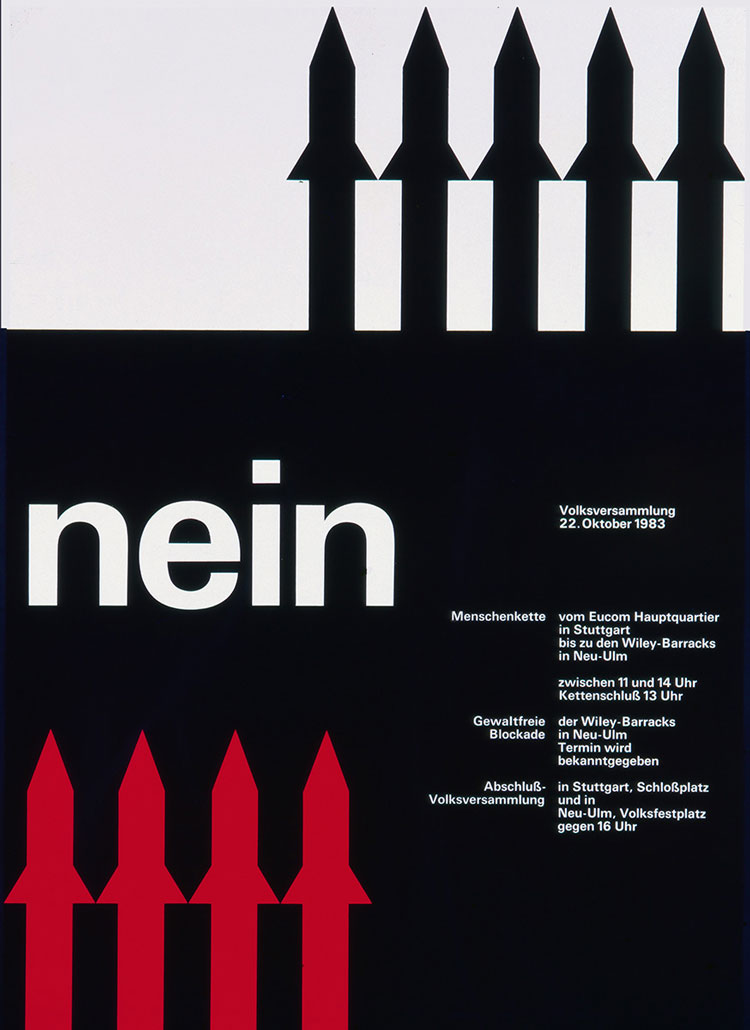 nein
Volksversammlung
22. Oktober 1983
Menschenkette vom Eucom Hauptquartier
in Stuttgart
bis zu den Wiley-Barracks
in Neu-Ulm
zwischen 11 und 14 Uhr
Kettenschluß 13 Uhr
Gewaltfreie der Wiley-Barracks
Blockade in Neu-Ulm
Termin wird
bekanntgegeben
Abschluß- in Stuttgart, Schloßplatz
Volksversammlung und in
Neu-Ulm, Volksfestplatz
gegen 16 Uhr